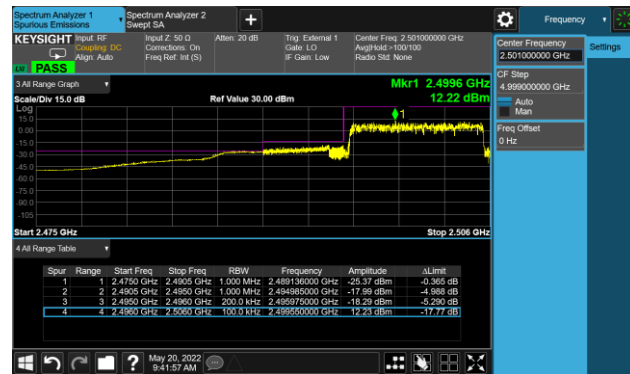 Spectrum Analyzer 1
Spurious Emissions
Spectrum Analyzer 2
Swept SA
Frequency
KEYSIGHT
Input: RF
Coupling: DC
Align: Auto
Input Z: 50 Ω
Corrections: On
Freq Ref: Int (S)
Atten: 20 dB
Trig: External 1
Gate: LO
IF Gain: Low
Center Freq: 2.501000000 GHz
Avg|Hold:>100/100
Radio Std: None
PASS
Center Frequency
2.501000000 GHz
Settings
CF Step
4.999000000 GHz
Auto
Man
Freq Offset
0 Hz
3 All Range Graph
Mkr1 2.4996 GHz
Scale/Div 15.0 dB
Ref Value 30.00 dBm
12.22 dBm
Log
15.0
0.00
-15.0
-30.0
-45.0
-60.0
-75.0
-90.0
-105
1
Start 2.475 GHz
Stop 2.506 GHz
4 All Range Table
Spur Range Start Freq Stop Freq RBW Frequency Amplitude ΔLimit
1 1 2.4750 GHz 2.4905 GHz 1.000 MHz 2.489136000 GHz -25.37 dBm -0.365 dB
2 2 2.4905 GHz 2.4950 GHz 1.000 MHz 2.494985000 GHz -17.99 dBm -4.988 dB
3 3 2.4950 GHz 2.4960 GHz 200.0 kHz 2.495975000 GHz -18.29 dBm -5.290 dB
4 4 2.4960 GHz 2.5060 GHz 100.0 kHz 2.499550000 GHz 12.23 dBm -17.77 dB
May 20, 2022
9:41:57 AM